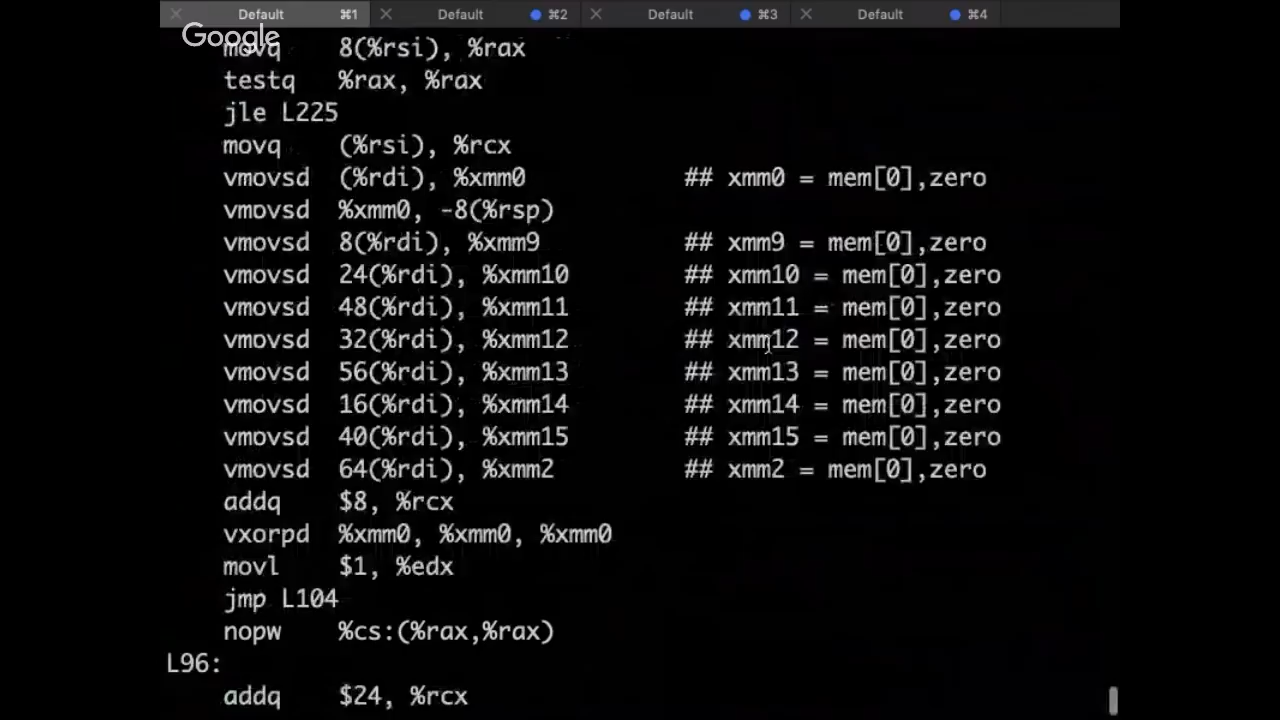 Default ⌘1 Default ⌘2 Default ⌘3 Default ⌘4
Google
movq 8(%rsi), %rax
testq %rax, %rax
jle L225
movq (%rsi), %rcx
vmovsd (%rdi), %xmm0 ## xmm0 = mem[0],zero
vmovsd %xmm0, -8(%rsp)
vmovsd 8(%rdi), %xmm9 ## xmm9 = mem[0],zero
vmovsd 24(%rdi), %xmm10 ## xmm10 = mem[0],zero
vmovsd 48(%rdi), %xmm11 ## xmm11 = mem[0],zero
vmovsd 32(%rdi), %xmm12 ## xmm12 = mem[0],zero
vmovsd 56(%rdi), %xmm13 ## xmm13 = mem[0],zero
vmovsd 16(%rdi), %xmm14 ## xmm14 = mem[0],zero
vmovsd 40(%rdi), %xmm15 ## xmm15 = mem[0],zero
vmovsd 64(%rdi), %xmm2 ## xmm2 = mem[0],zero
addq $8, %rcx
vxorpd %xmm0, %xmm0, %xmm0
movl $1, %edx
jmp L104
nopw %cs:(%rax,%rax)
L96:
addq $24, %rcx